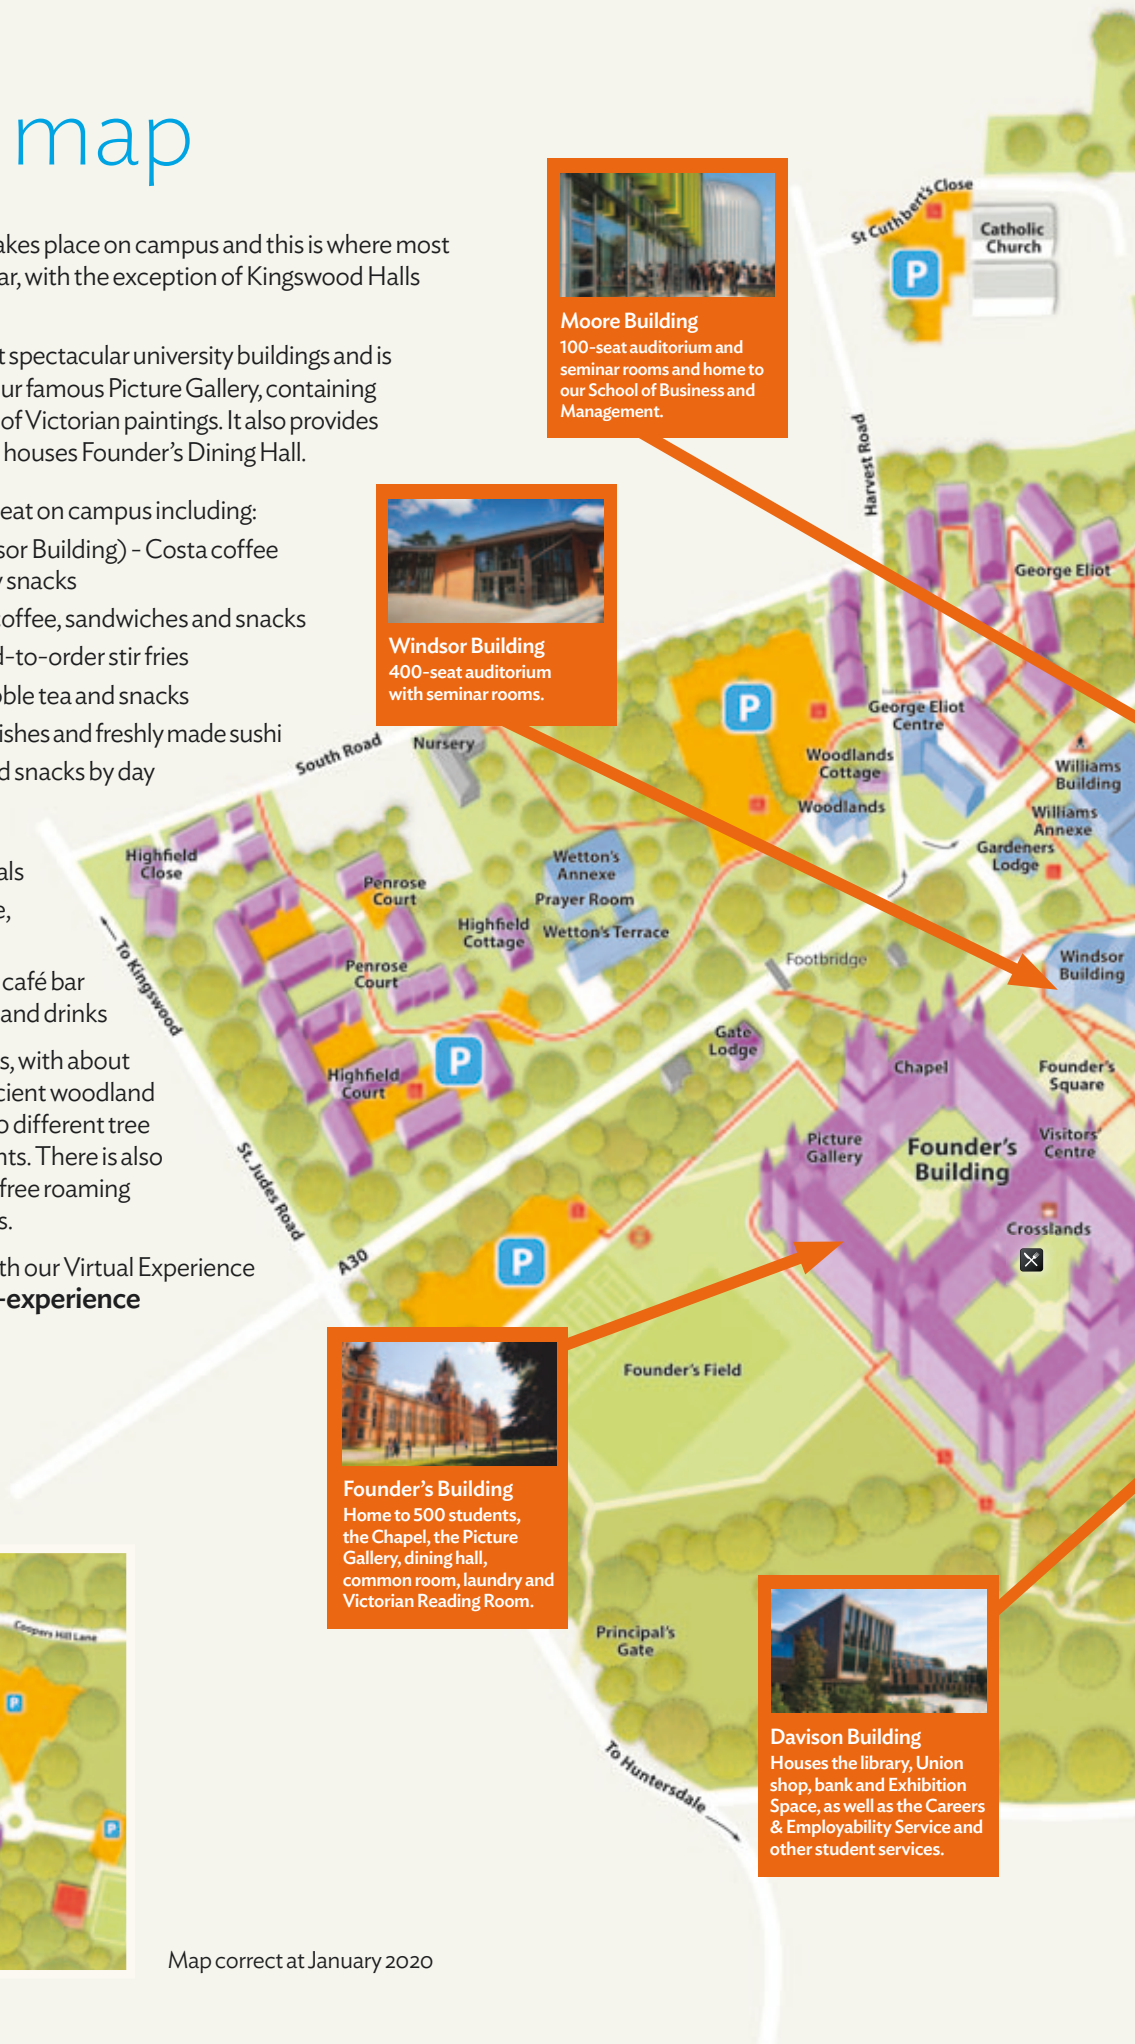 map
akes place on campus and this is where most
ar, with the exception of Kingswood Halls
t spectacular university buildings and is
ur famous Picture Gallery, containing
of Victorian paintings. It also provides
houses Founder's Dining Hall.
eat on campus including:
sor Building) - Costa coffee
y snacks
coffee, sandwiches and snacks
d-to-order stir fries
ble tea and snacks
ishes and freshly made sushi
d snacks by day
als
e,
café bar
and drinks
s, with about
cient woodland
o different tree
nts. There is also
free roaming
s.
th our Virtual Experience
-experience
Moore Building
100-seat auditorium and
seminar rooms and home to
our School of Business and
Management.
Windsor Building
400-seat auditorium
with seminar rooms.
St Cuthbert's Close
P
Catholic
Church
Harvest Road
George Eliot
George Eliot
Centre
P
Woodlands
Cottage
Woodlands
Williams
Building
Williams
Annexe
Gardeners
Lodge
South Road
Nursery
Highfield
Close
Penrose
Court
Wetton's
Annexe
Prayer Room
Highfield
Cottage
Wetton's Terrace
To Kingswood
Penrose
Court
Footbridge
Windsor
Building
P
Highfield
Court
Gate
Lodge
Chapel
Founder's
Square
Picture
Gallery
Founder's
Building
Visitors'
Centre
Crosslands
St. Judes Road
A30
P
Founder's Field
Founder's Building
Home to 500 students,
the Chapel, the Picture
Gallery, dining hall,
common room, laundry and
Victorian Reading Room.
Principal's
Gate
To Huntersdale
Davison Building
Houses the library, Union
shop, bank and Exhibition
Space, as well as the Careers
& Employability Service and
other student services.
Coopers Hill Lane
P
P
Map correct at January 2020